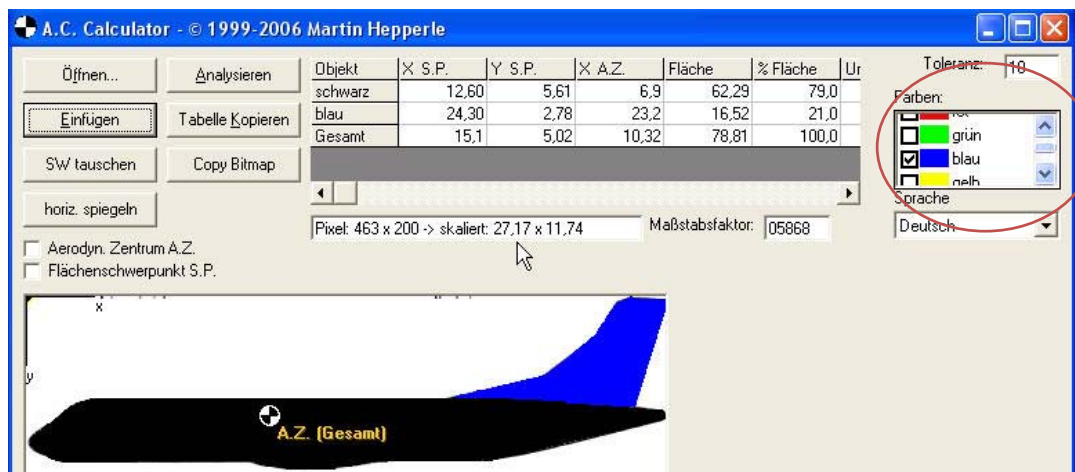 A.C. Calculator - © 1999-2006 Martin Hepperle
Öffnen... Analysieren
Einfügen Tabelle Kopieren
SW tauschen Copy Bitmap
horiz. spiegeln
Aerodyn. Zentrum A.Z.
Flächenschwerpunkt S.P.
Objekt X S.P. Y S.P. X A.Z. Fläche % Fläche Ur
schwarz 12,60 5,61 6,9 62,29 79,0
blau 24,30 2,78 23,2 16,52 21,0
Gesamt 15,1 5,02 10,32 78,81 100,0
Pixel: 463 x 200 -> skaliert: 27,17 x 11,74 Maßstabsfaktor: 05868
Toleranz: 10
Farben:
rot
grün
blau
gelb
Sprache
Deutsch
x
y
A.Z. (Gesamt)